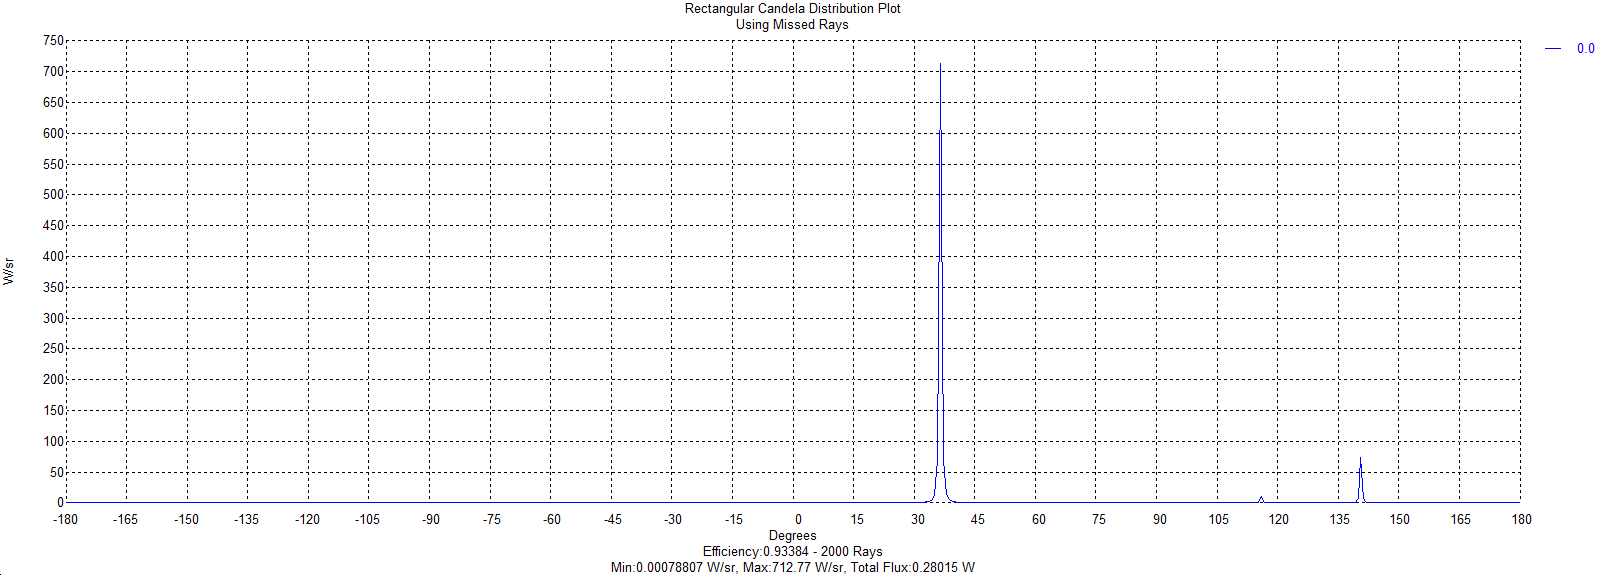 Rectangular Candela Distribution Plot
Using Missed Rays
750
700
650
600
550
500
450
400
350
300
250
200
150
100
50
0
W/sr
-180 -165 -150 -135 -120 -105 -90 -75 -60 -45 -30 -15 0 15 30 45 60 75 90 105 120 135 150 165 180
Degrees
Efficiency:0.93384 - 2000 Rays
Min:0.00078807 W/sr, Max:712.77 W/sr, Total Flux:0.28015 W
0.0